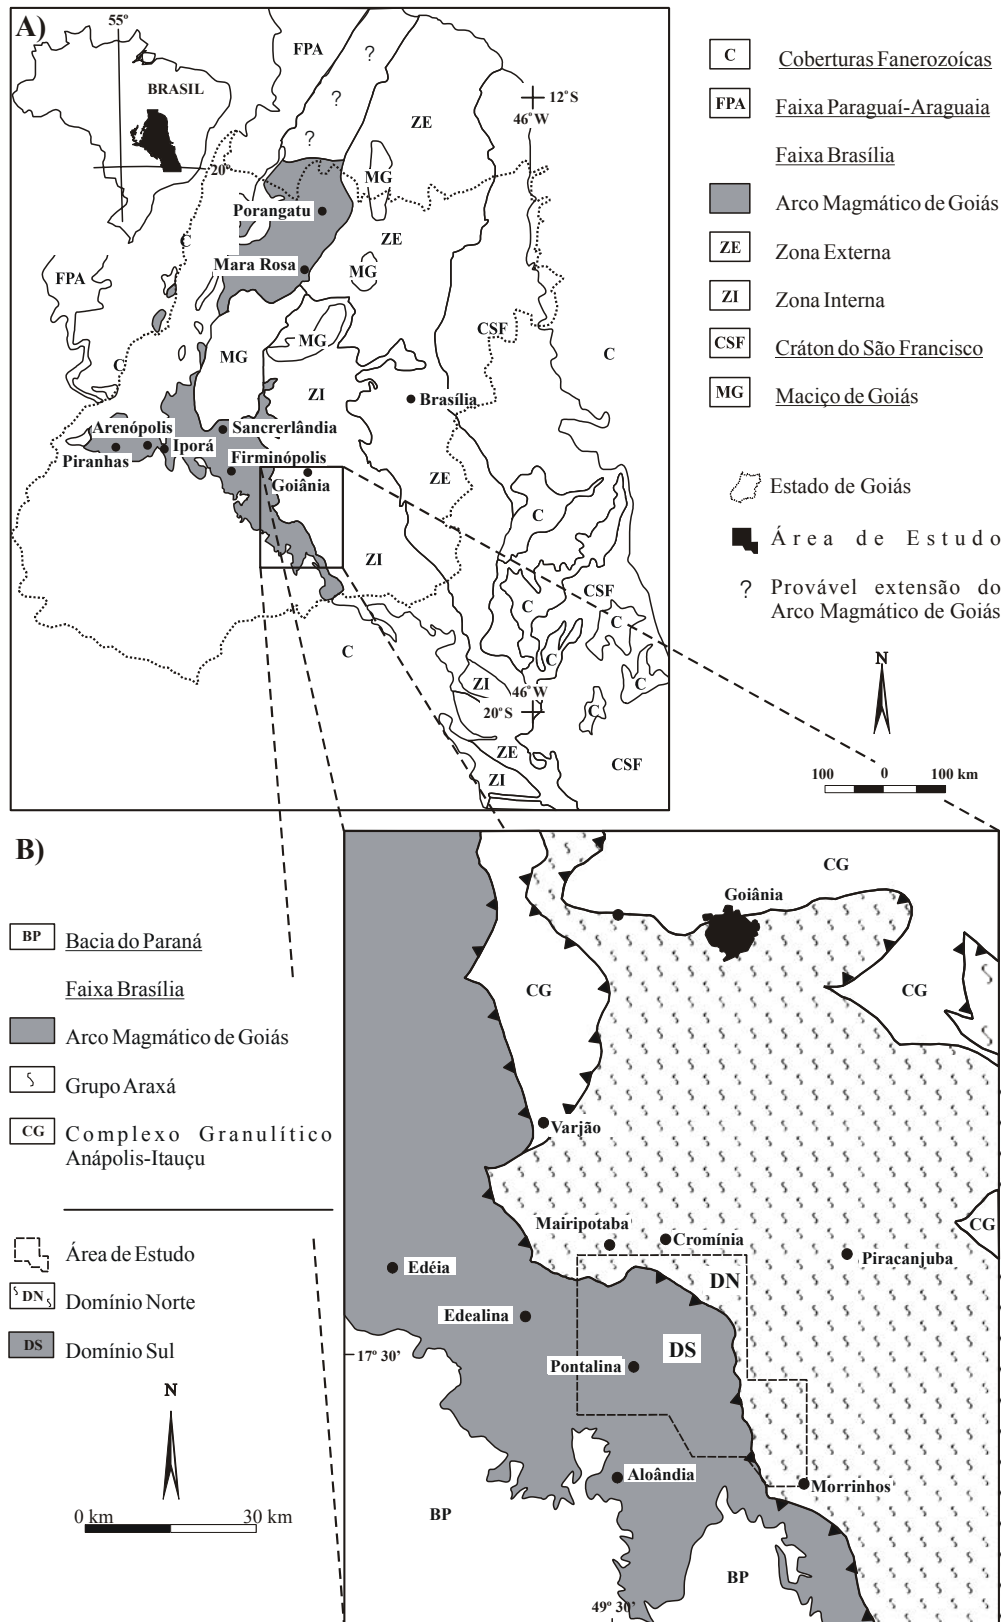 A)
55°
BRASIL
20°
FPA
?
?
?
ZE
12°S
46°W
MG
Porangatu
C
ZE
Mara Rosa
MG
FPA
CSF
MG
MG
C
C
ZI
Brasília
Arenópolis
Sancrerlândia
Iporá
Piranhas
Firminópolis
ZE
Goiânia
C
ZI
CSF
C
C
C
C
ZI
46°W
C
20°S
C
ZE
CSF
ZI
C
Coberturas Fanerozoícas
FPA
Faixa Paraguaí-Araguaia
Faixa Brasília
Arco Magmático de Goiás
ZE
Zona Externa
ZI
Zona Interna
CSF
Cráton do São Francisco
MG
Maciço de Goiás
Estado de Goiás
Área de Estudo
?
Provável extensão do
Arco Magmático de Goiás
N
100 0 100 km
B)
BP
Bacia do Paraná
Faixa Brasília
Arco Magmático de Goiás
Grupo Araxá
CG
Complexo Granulítico
Anápolis-Itauçu
Área de Estudo
DN
Domínio Norte
DS
Domínio Sul
N
0 km 30 km
CG
Goiânia
CG
CG
Varjão
CG
Mairipotaba
Cromínia
Piracanjuba
Edéia
DN
Edealina
DS
17° 30’
Pontalina
Aloândia
Morrinhos
BP
BP
49° 30’